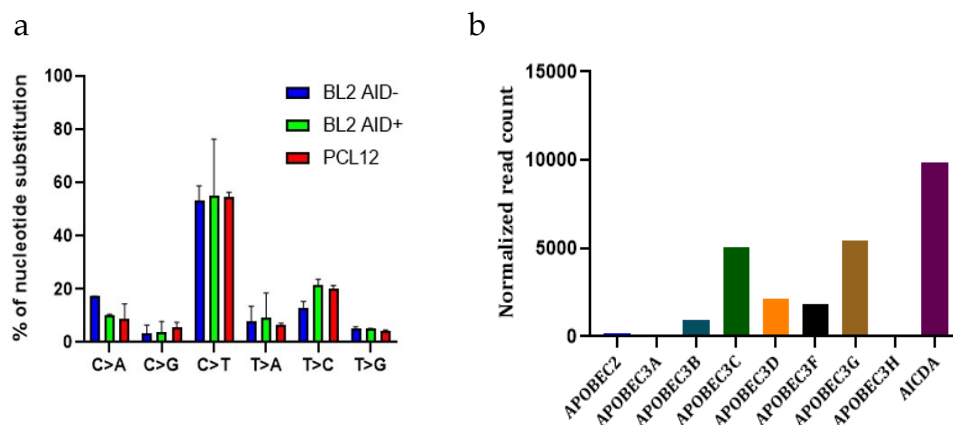 a
b
% of nucleotide substitution
100
80
60
40
20
0
BL2 AID-
BL2 AID+
PCL12
C>A C>G C>T T>A T>C T>G
Normalized read count
15000
10000
5000
0
APOBEC2 APOBEC3A APOBEC3B APOBEC3C APOBEC3D APOBEC3F APOBEC3G APOBEC3H AICDA